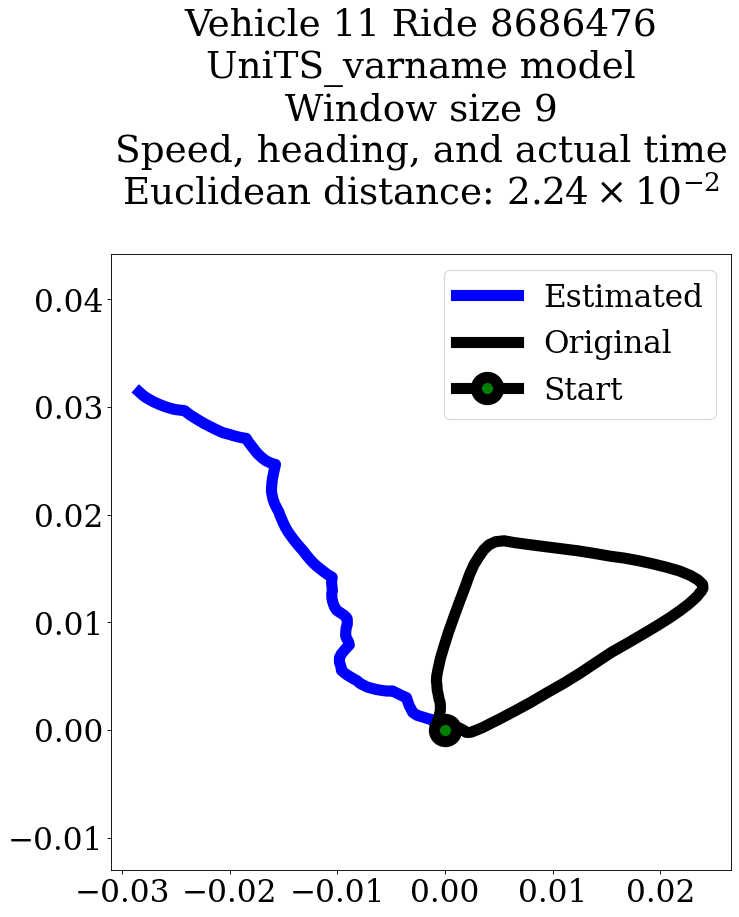 Vehicle 11 Ride 8686476
UniTS_varname model
Window size 9
Speed, heading, and actual time
Euclidean distance: 2.24 × 10⁻²
Estimated
Original
Start
0.04
0.03
0.02
0.01
0.00
−0.01
−0.03 −0.02 −0.01 0.00 0.01 0.02